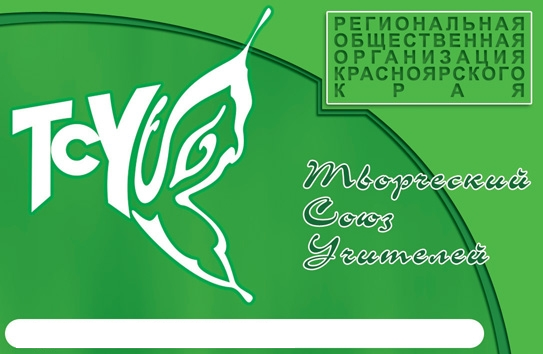 РЕГИОНАЛЬНАЯ
ОБЩЕСТВЕННАЯ
ОРГАНИЗАЦИЯ
КРАСНОЯРСКОГО
КРАЯ
ТСУ
Творческий
Союз
Учителей